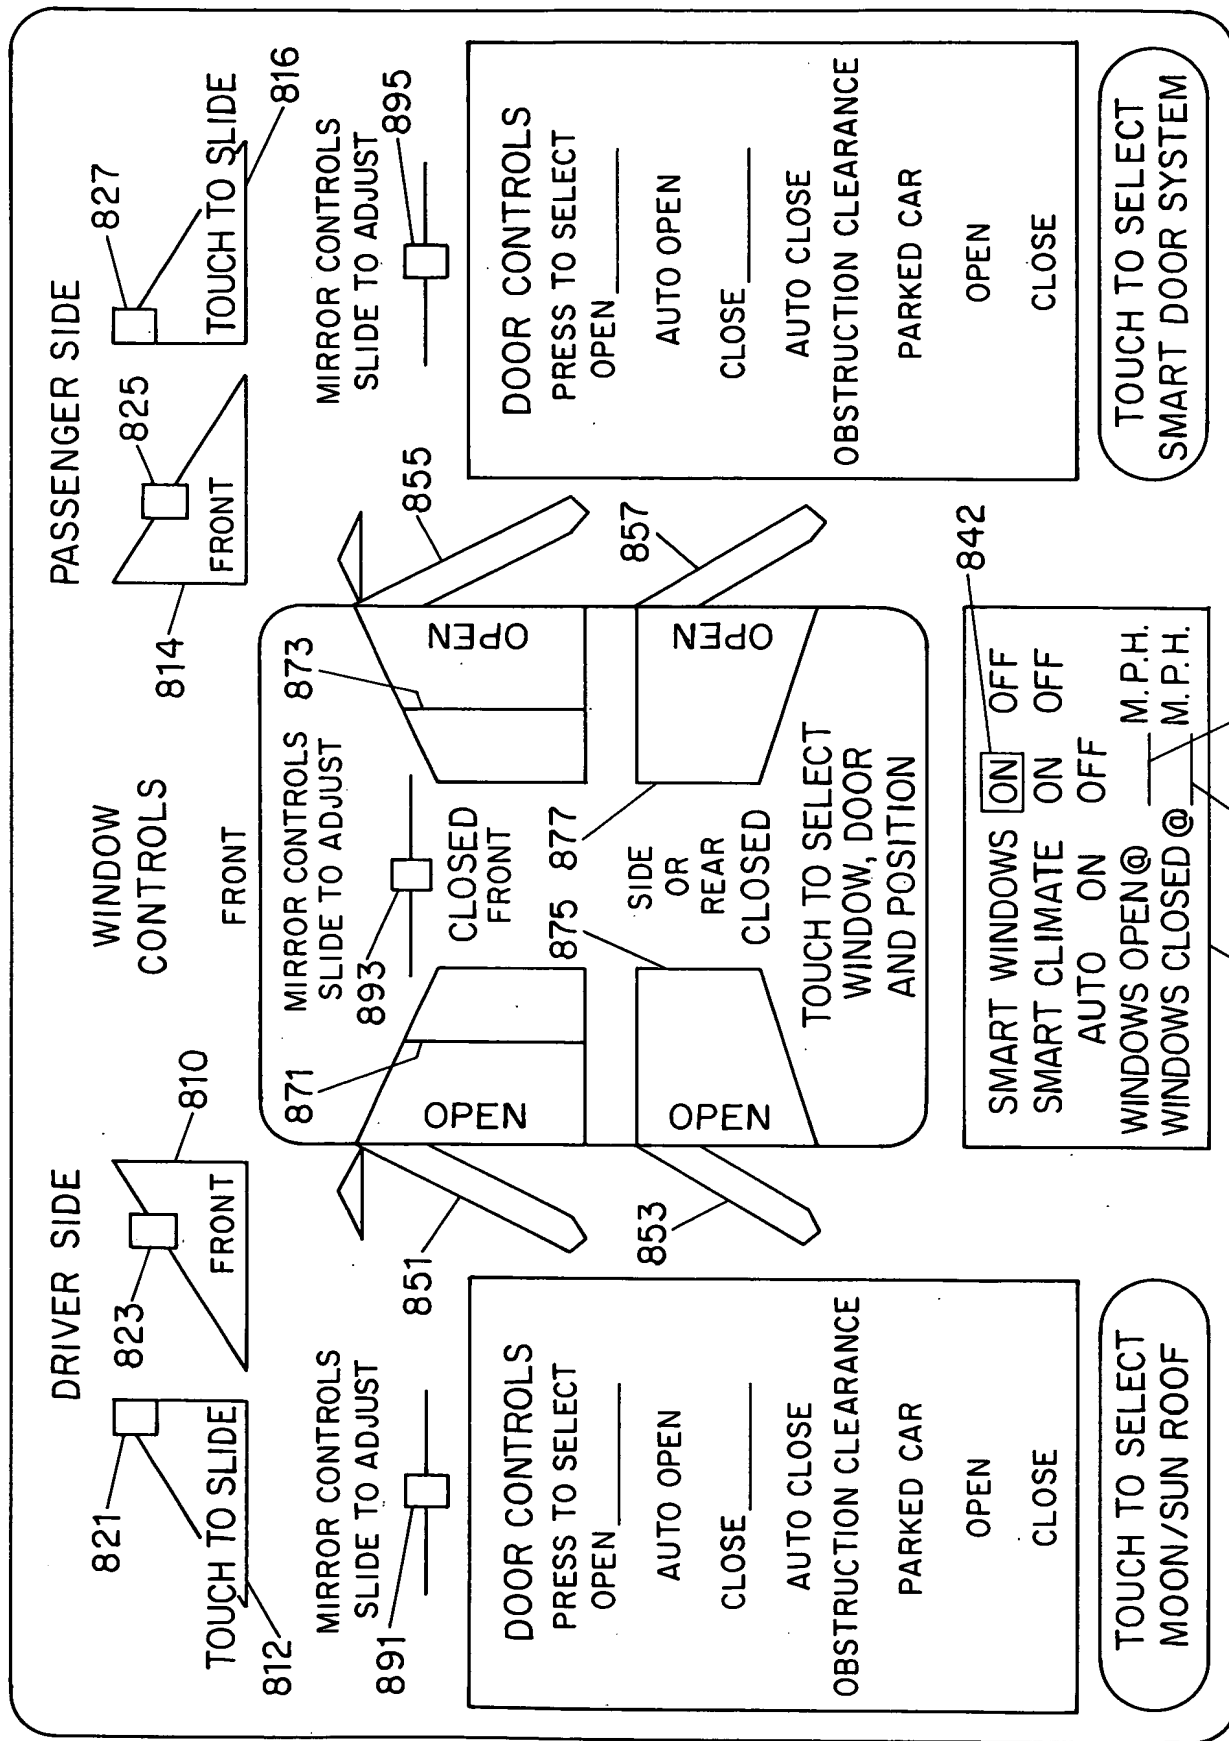 DRIVER SIDE
WINDOW
CONTROLS
PASSENGER SIDE
821
823
810
814
825
827
FRONT
FRONT
FRONT
TOUCH TO SLIDE
TOUCH TO SLIDE
812
816
MIRROR CONTROLS
SLIDE TO ADJUST
891
MIRROR CONTROLS
SLIDE TO ADJUST
893
MIRROR CONTROLS
SLIDE TO ADJUST
895
871
873
851
855
OPEN
CLOSED
FRONT
OPEN
875
877
853
857
OPEN
SIDE
OR
REAR
CLOSED
OPEN
TOUCH TO SELECT
WINDOW, DOOR
AND POSITION
DOOR CONTROLS
PRESS TO SELECT
OPEN____
AUTO OPEN
CLOSE____
AUTO CLOSE
OBSTRUCTION CLEARANCE
PARKED CAR
OPEN
CLOSE
DOOR CONTROLS
PRESS TO SELECT
OPEN____
AUTO OPEN
CLOSE____
AUTO CLOSE
OBSTRUCTION CLEARANCE
PARKED CAR
OPEN
CLOSE
842
SMART WINDOWS ON OFF
SMART CLIMATE ON OFF
AUTO ON OFF
WINDOWS OPEN@ ____ M.P.H.
WINDOWS CLOSED@ ____ M.P.H.
TOUCH TO SELECT
MOON/SUN ROOF
TOUCH TO SELECT
SMART DOOR SYSTEM